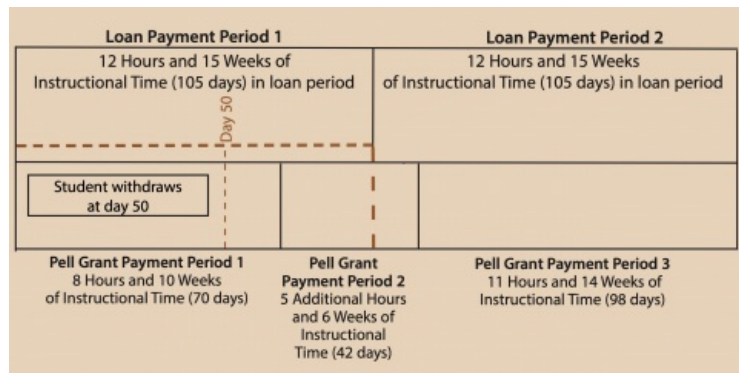 Loan Payment Period 1
Loan Payment Period 2
12 Hours and 15 Weeks of
Instructional Time (105 days) in loan period
12 Hours and 15 Weeks
of Instructional Time (105 days) in loan period
Day 50
Student withdraws
at day 50
Pell Grant Payment Period 1
8 Hours and 10 Weeks
of Instructional Time (70 days)
Pell Grant
Payment Period 2
5 Additional Hours
and 6 Weeks of
Instructional
Time (42 days)
Pell Grant Payment Period 3
11 Hours and 14 Weeks of
Instructional Time (98 days)